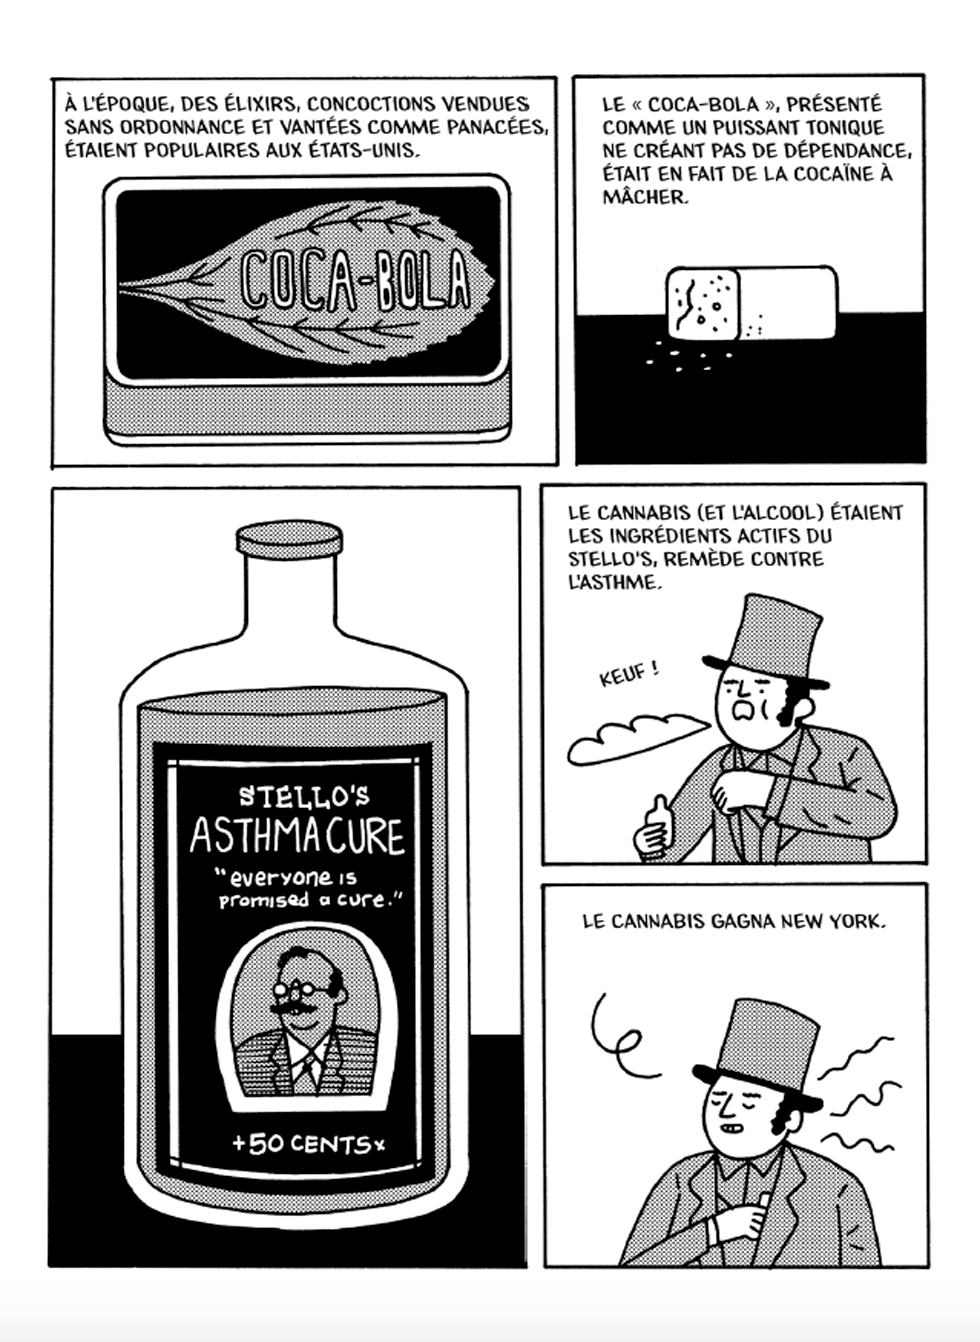 À L'ÉPOQUE, DES ÉLIXIRS, CONCOCTIONS VENDUES
SANS ORDONNANCE ET VANTÉES COMME PANACÉES,
ÉTAIENT POPULAIRES AUX ÉTATS-UNIS.
COCA-BOLA
LE « COCA-BOLA », PRÉSENTÉ
COMME UN PUISSANT TONIQUE
NE CRÉANT PAS DE DÉPENDANCE,
ÉTAIT EN FAIT DE LA COCAÏNE À
MÂCHER.
STELLO'S
ASTHMA CURE
"everyone is
promised a cure."
+50 CENTSx
LE CANNABIS (ET L'ALCOOL) ÉTAIENT
LES INGRÉDIENTS ACTIFS DU
STELLO'S, REMÈDE CONTRE
L'ASTHME.
KEUF !
LE CANNABIS GAGNA NEW YORK.